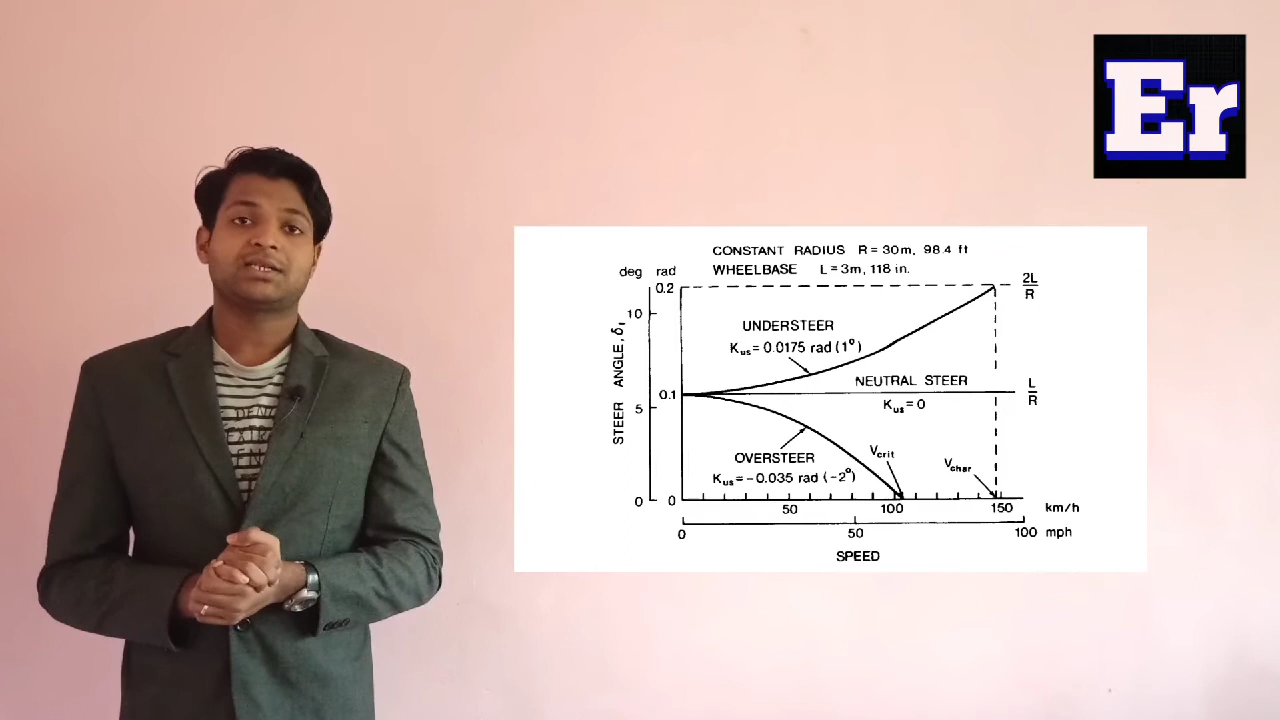 Er
CONSTANT RADIUS R = 30m, 98.4 ft
WHEELBASE L = 3m, 118 in.
deg rad
0.2
2L
R
10
UNDERSTEER
Kus = 0.0175 rad (1°)
STEER ANGLE, δf
NEUTRAL STEER
L
R
0.1
Kus = 0
5
OVERSTEER
Kus = -0.035 rad (-2°)
Vcrit
Vchar
0 0
50 100 150 km/h
0 50 100 mph
SPEED